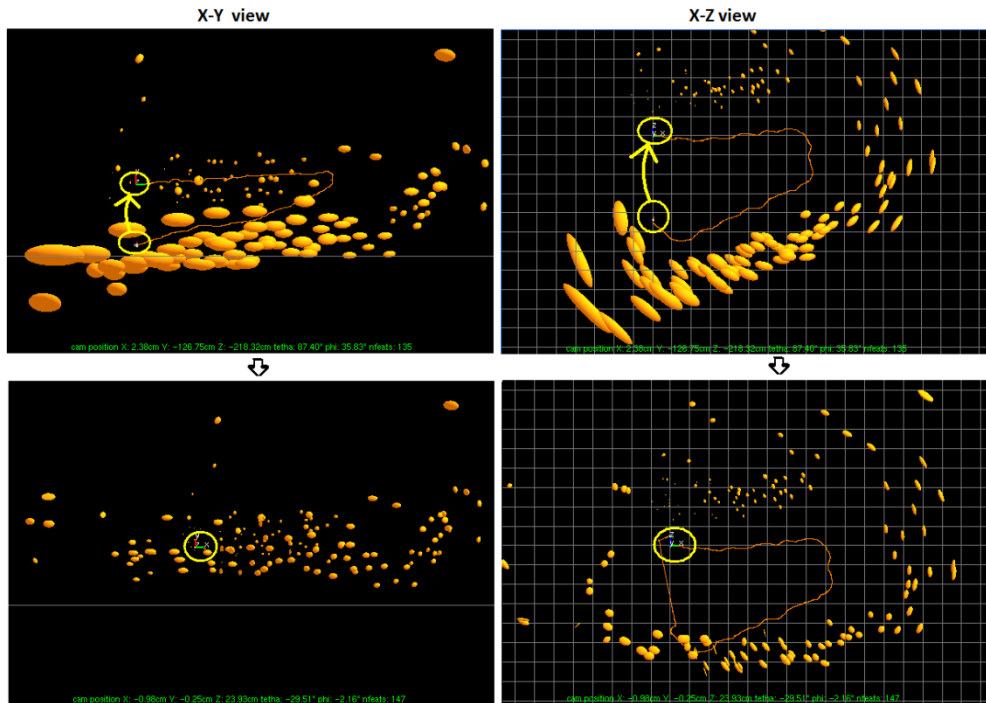 X-Y view
X-Z view
cam position X: 2.38cm Y: −126.75cm Z: −218.32cm tetha: 87.40° phi: 35.83° nfeats: 135
cam position X: 2.38cm Y: −126.75cm Z: −218.32cm tetha: 87.40° phi: 35.83° nfeats: 135
cam position X: −0.98cm Y: −0.25cm Z: 23.93cm tetha: −29.51° phi: −2.16° nfeats: 147
cam position X: −0.98cm Y: −0.25cm Z: 23.93cm tetha: −29.51° phi: −2.16° nfeats: 147